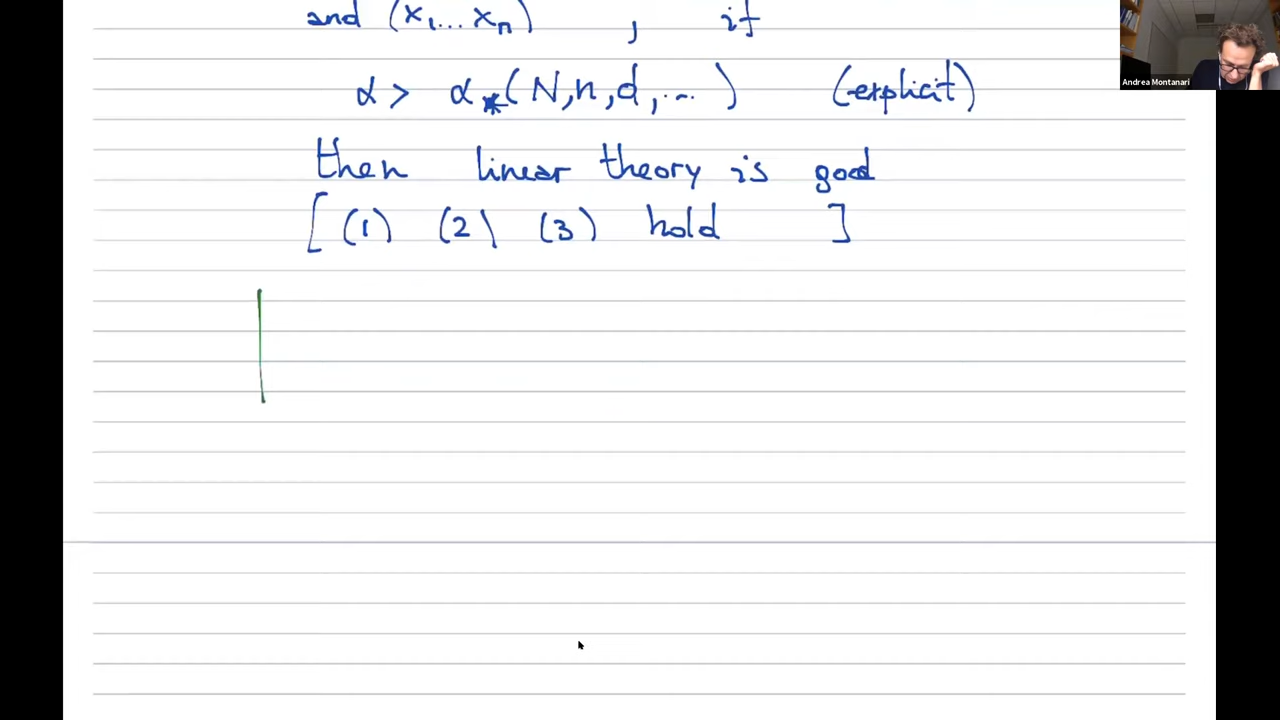 and (x₁...xₙ) , if
α > α⁎(N,n,d,...) (explicit)
then linear theory is good
[(1) (2) (3) hold ]
Andrea Montanari